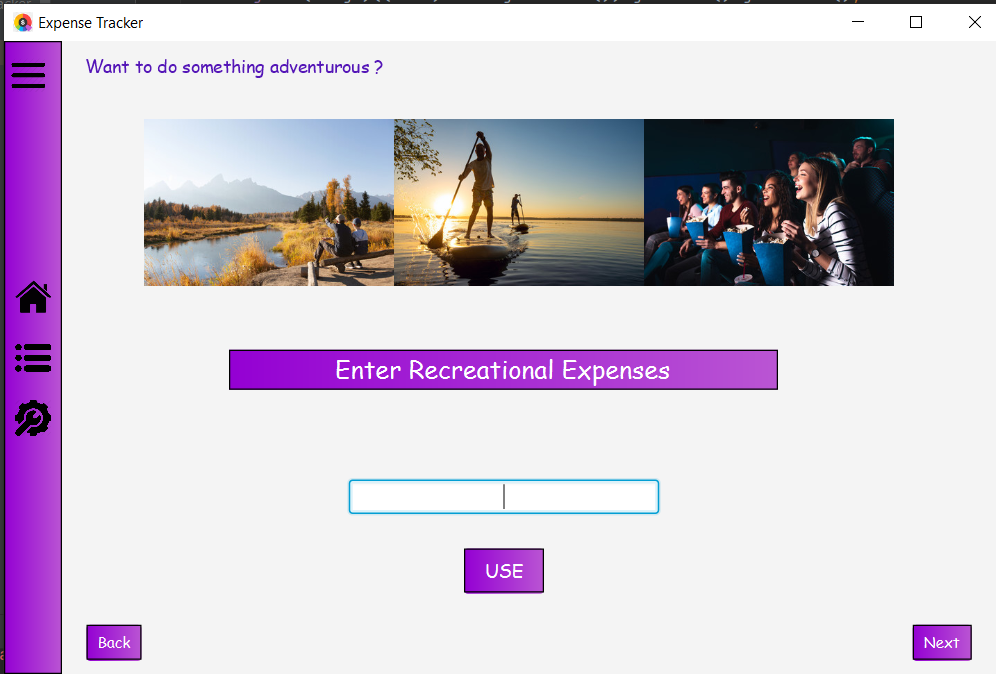 Expense Tracker
Want to do something adventurous ?
Enter Recreational Expenses
USE
Back
Next